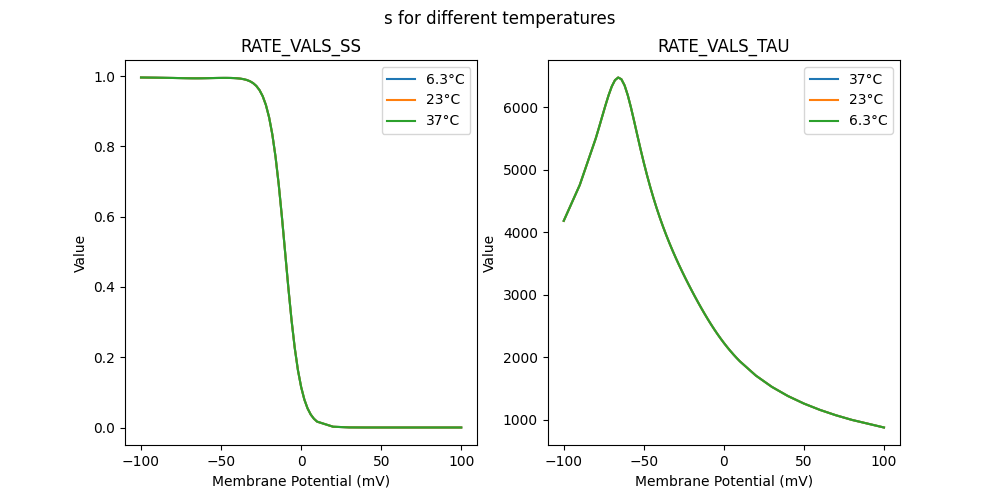 s for different temperatures
RATE_VALS_SS
1.0
0.8
0.6
0.4
0.2
0.0
Value
−100
−50
0
50
100
Membrane Potential (mV)
6.3°C
23°C
37°C
RATE_VALS_TAU
6000
5000
4000
3000
2000
1000
Value
−100
−50
0
50
100
Membrane Potential (mV)
37°C
23°C
6.3°C